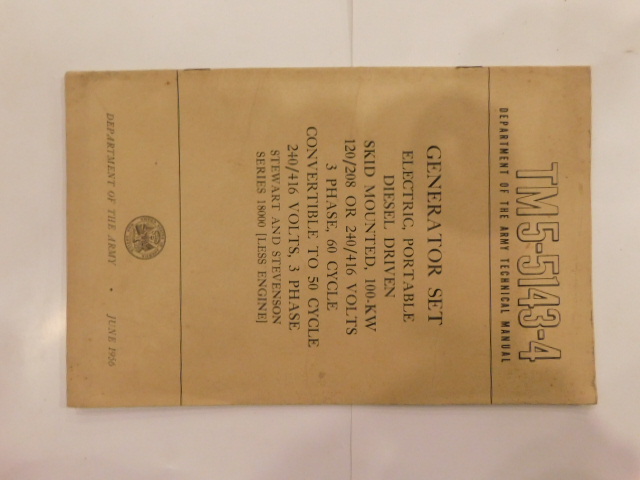 TM 5-5143-4
DEPARTMENT OF THE ARMY TECHNICAL MANUAL
GENERATOR SET
ELECTRIC, PORTABLE
DIESEL DRIVEN
SKID MOUNTED, 100-KW
120/208 OR 240/416 VOLTS
3 PHASE, 60 CYCLE
CONVERTIBLE TO 50 CYCLE
240/416 VOLTS, 3 PHASE
STEWART AND STEVENSON
SERIES 18000 [LESS ENGINE]
DEPARTMENT OF THE ARMY • JUNE 1956